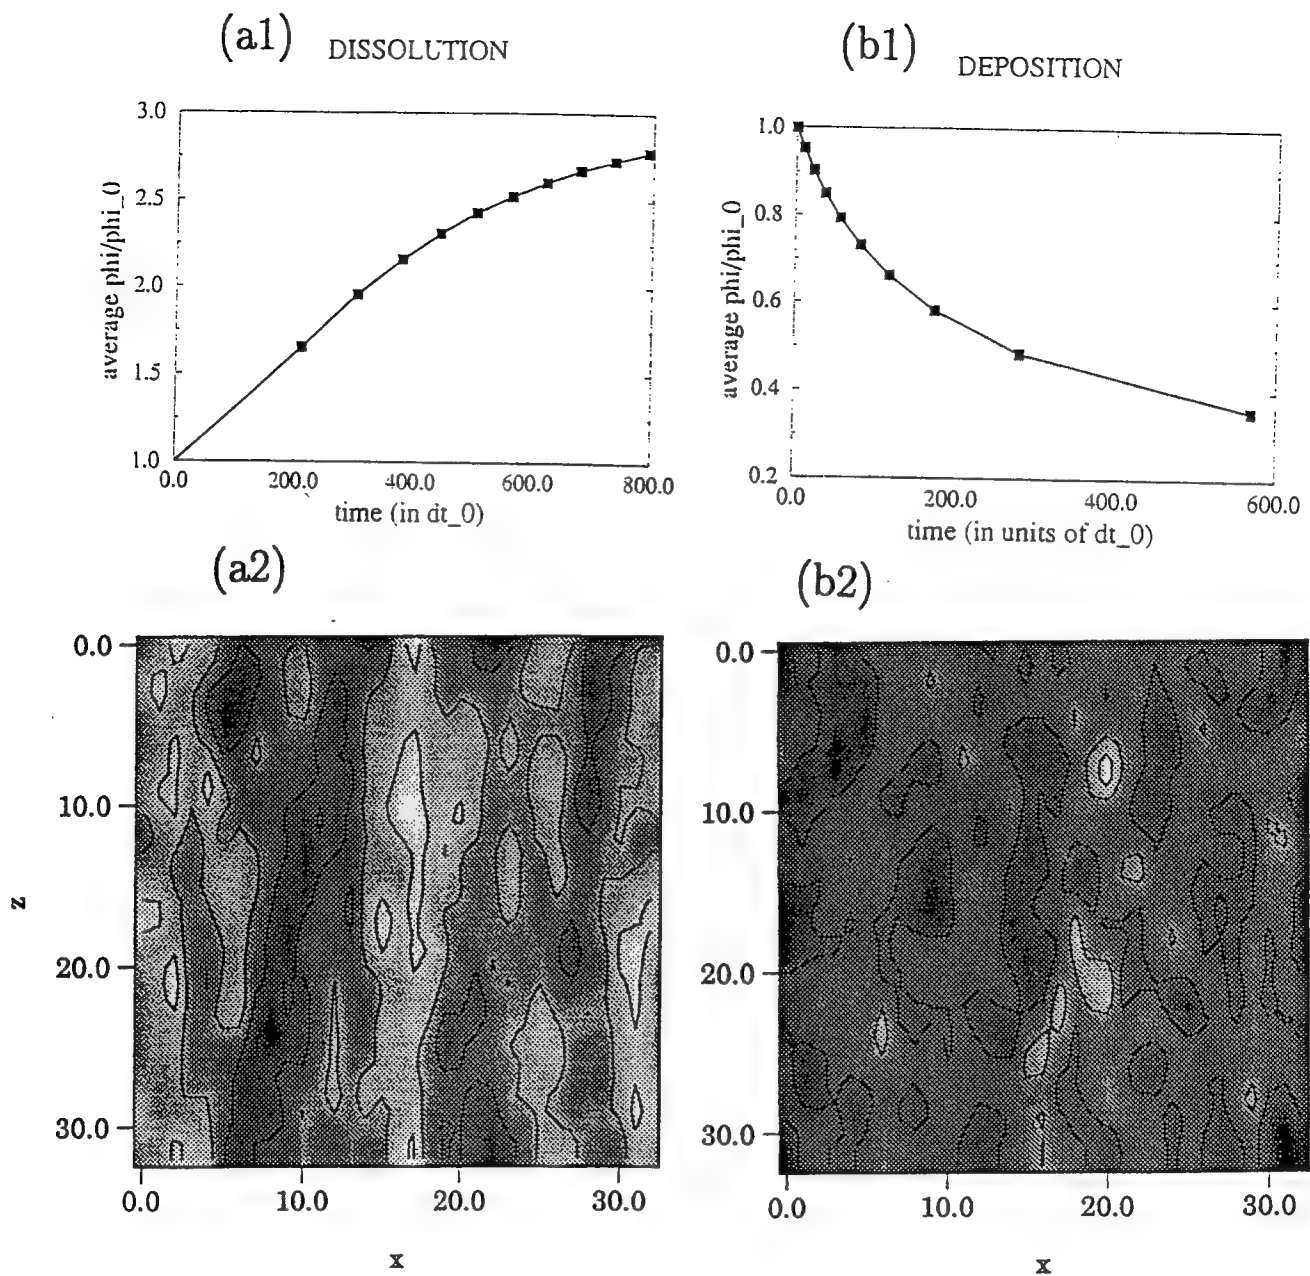 (a1) DISSOLUTION
3.0
2.5
2.0
1.5
1.0
average phi/phi_0
0.0 200.0 400.0 600.0 800.0
time (in dt_0)
(b1) DEPOSITION
1.0
0.8
0.6
0.4
0.2
average phi/phi_0
0.0 200.0 400.0 600.0
time (in units of dt_0)
(a2)
0.0
10.0
20.0
30.0
z
0.0 10.0 20.0 30.0
x
(b2)
0.0
10.0
20.0
30.0
0.0 10.0 20.0 30.0
x